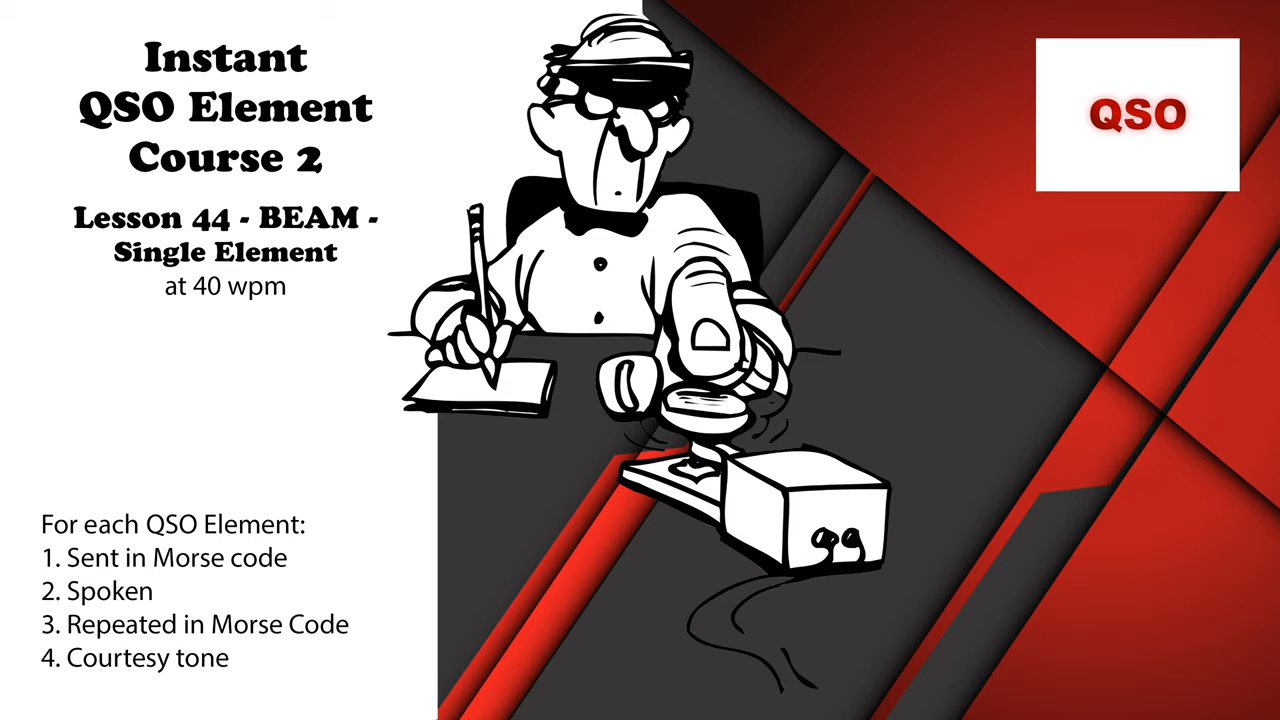 Instant
QSO Element
Course 2
Lesson 44 - BEAM -
Single Element
at 40 wpm
QSO
For each QSO Element:
1. Sent in Morse code
2. Spoken
3. Repeated in Morse Code
4. Courtesy tone